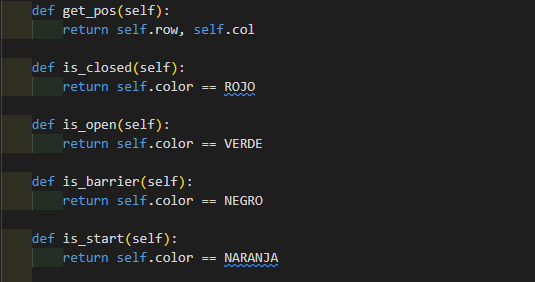 def get_pos(self):
return self.row, self.col
def is_closed(self):
return self.color == ROJO
def is_open(self):
return self.color == VERDE
def is_barrier(self):
return self.color == NEGRO
def is_start(self):
return self.color == NARANJA